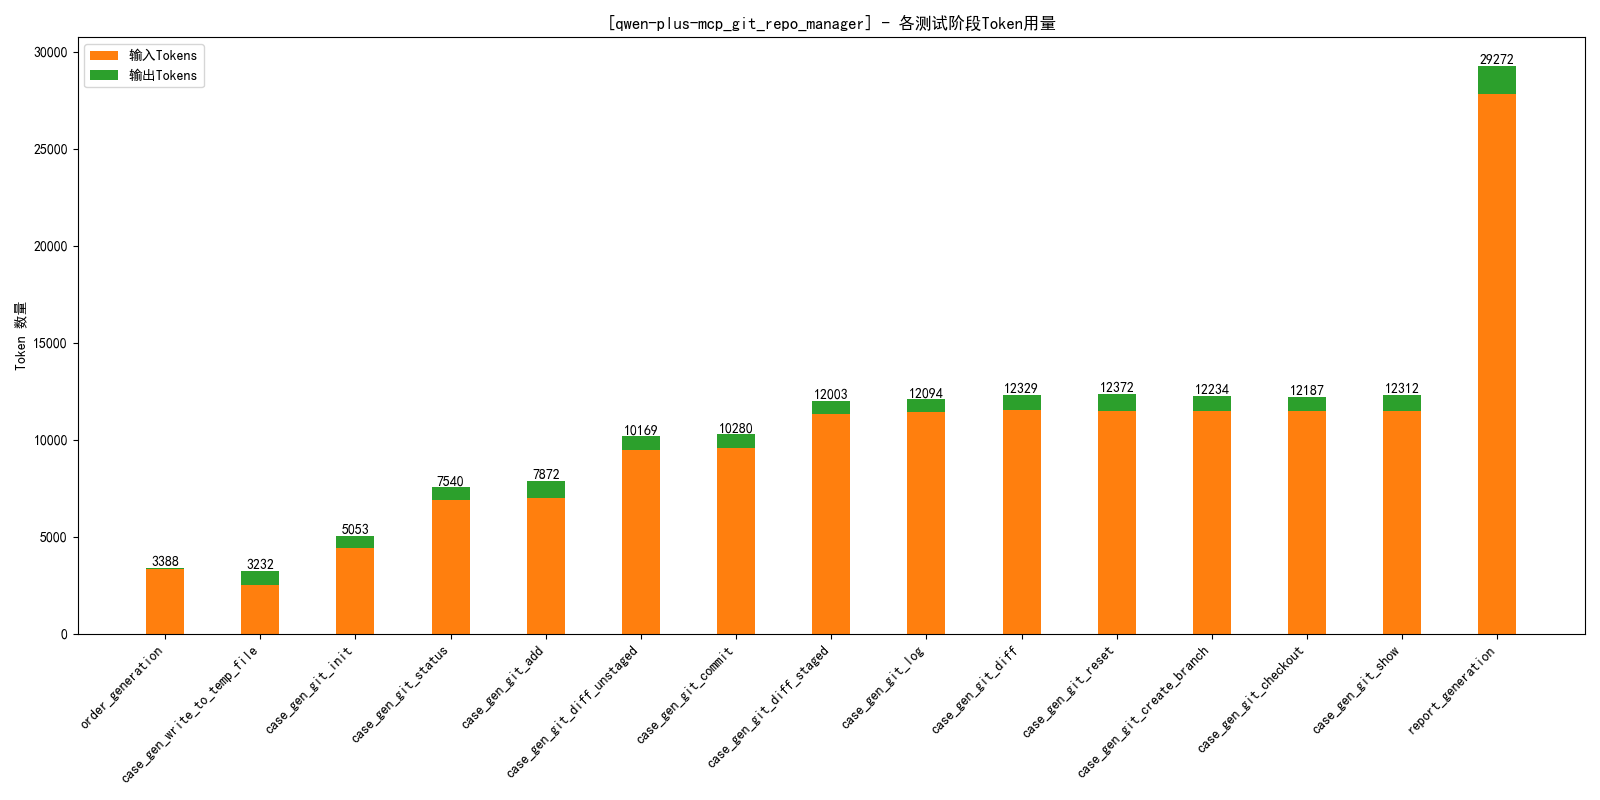 [qwen-plus-mcp_git_repo_manager] - 各测试阶段Token用量
输入Tokens
输出Tokens
Token 数量
30000
25000
20000
15000
10000
5000
0
3388
3232
5053
7540
7872
10169
10280
12003
12094
12329
12372
12234
12187
12312
29272
order_generation
case_gen_write_to_temp_file
case_gen_git_init
case_gen_git_status
case_gen_git_add
case_gen_git_diff_unstaged
case_gen_git_commit
case_gen_git_diff_staged
case_gen_git_log
case_gen_git_diff
case_gen_git_reset
case_gen_git_create_branch
case_gen_git_checkout
case_gen_git_show
report_generation